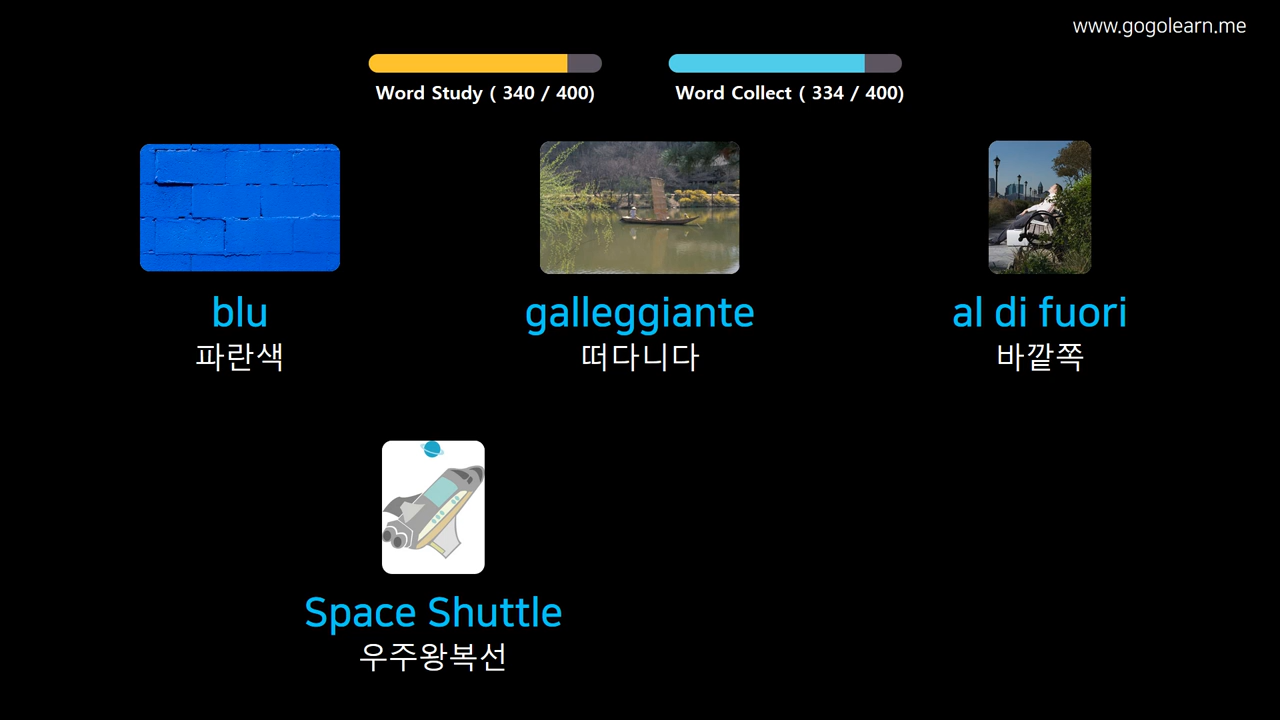 www.gogolearn.me
Word Study ( 340 / 400)
Word Collect ( 334 / 400)
blu
파란색
galleggiante
떠다니다
al di fuori
바깥쪽
Space Shuttle
우주왕복선